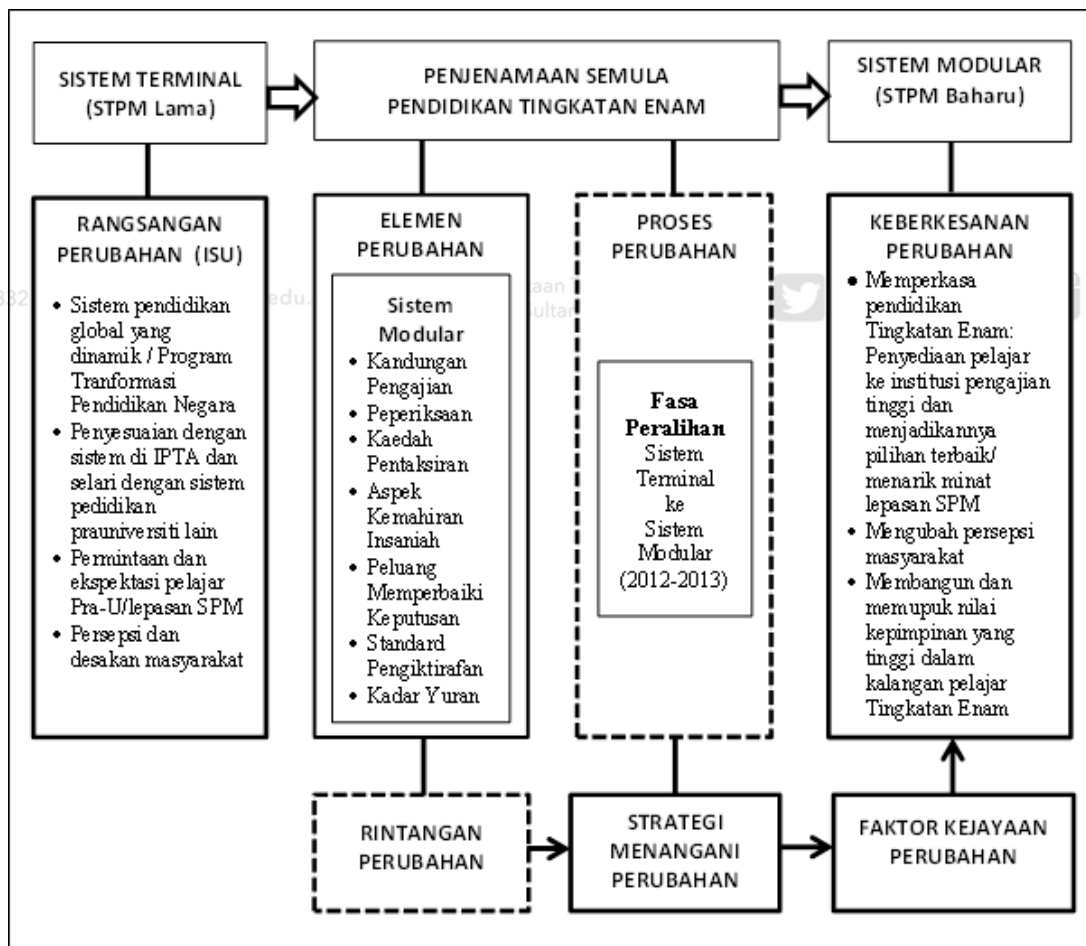 SISTEM TERMINAL
(STPM Lama)
PENJENAMAAN SEMULA
PENDIDIKAN TINGKATAN ENAM
SISTEM MODULAR
(STPM Baharu)
RANGSANGAN
PERUBAHAN (ISU)
• Sistem pendidikan
global yang
dinamik / Program
Tranformasi
Pendidikan Negara
• Penyesuaian dengan
sistem di IPTA dan
selari dengan sistem
pedidikan
prauniversiti lain
• Permintaan dan
ekspektasi pelajar
Pra-U/lepasan SPM
• Persepsi dan
desakan masyarakat
ELEMEN
PERUBAHAN
Sistem
Modular
• Kandungan
Pengajian
• Peperiksaan
• Kaedah
Pentaksiran
• Aspek
Kemahiran
Insaniah
• Peluang
Memperbaiki
Keputusan
• Standard
Pengiktirafan
• Kadar Yuran
PROSES
PERUBAHAN
Fasa
Peralihan
Sistem
Terminal
ke
Sistem
Modular
(2012-2013)
KEBERKESANAN
PERUBAHAN
• Memperkasa
pendidikan
Tingkatan Enam:
Penyediaan pelajar
ke institusi pengajian
tinggi dan
menjadikannya
pilihan terbaik/
menarik minat
lepasan SPM
• Mengubah persepsi
masyarakat
• Membangun dan
memupuk nilai
kepimpinan yang
tinggi dalam
kalangan pelajar
Tingkatan Enam
RINTANGAN
PERUBAHAN
STRATEGI
MENANGANI
PERUBAHAN
FAKTOR KEJAYAAN
PERUBAHAN